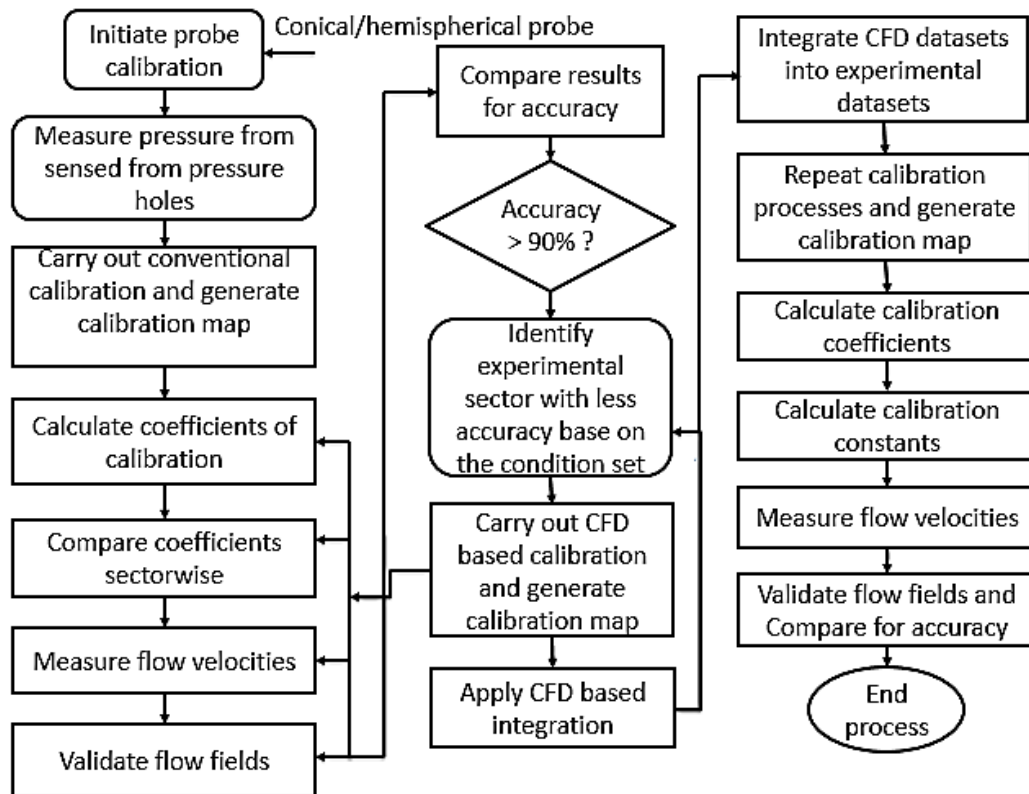 Initiate probe
calibration
Conical/hemispherical probe
Measure pressure from
sensed from pressure
holes
Carry out conventional
calibration and generate
calibration map
Calculate coefficients of
calibration
Compare coefficients
sectorwise
Measure flow velocities
Validate flow fields
Compare results
for accuracy
Accuracy
> 90% ?
Identify
experimental
sector with less
accuracy base on
the condition set
Carry out CFD
based calibration
and generate
calibration map
Apply CFD based
integration
Integrate CFD datasets
into experimental
datasets
Repeat calibration
processes and generate
calibration map
Calculate calibration
coefficients
Calculate calibration
constants
Measure flow velocities
Validate flow fields and
Compare for accuracy
End
process